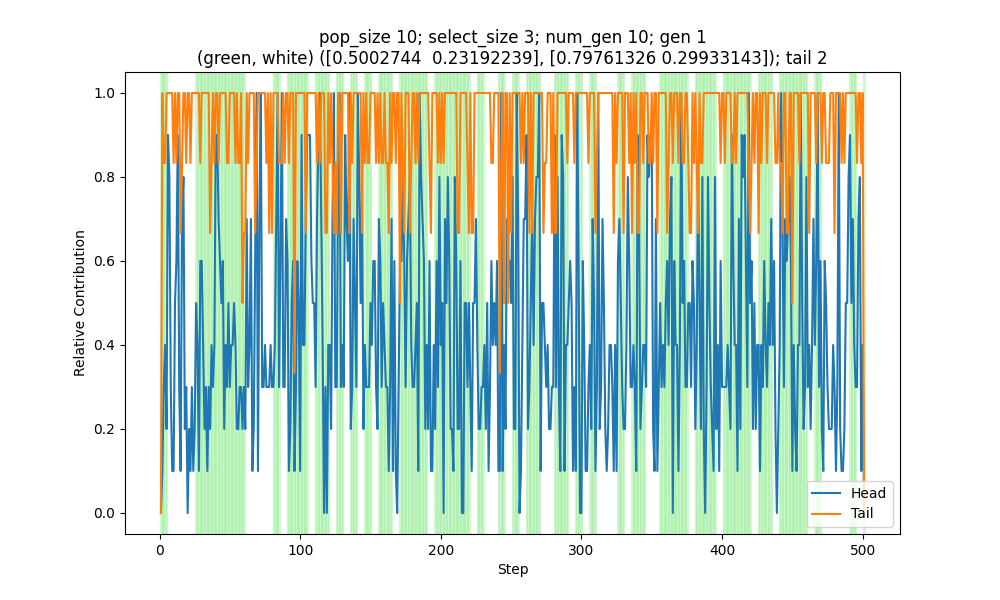 pop_size 10; select_size 3; num_gen 10; gen 1
(green, white) ([0.5002744  0.23192239], [0.79761326 0.29933143]); tail 2
Relative Contribution
1.0
0.8
0.6
0.4
0.2
0.0
0 100 200 300 400 500
Step
Head
Tail